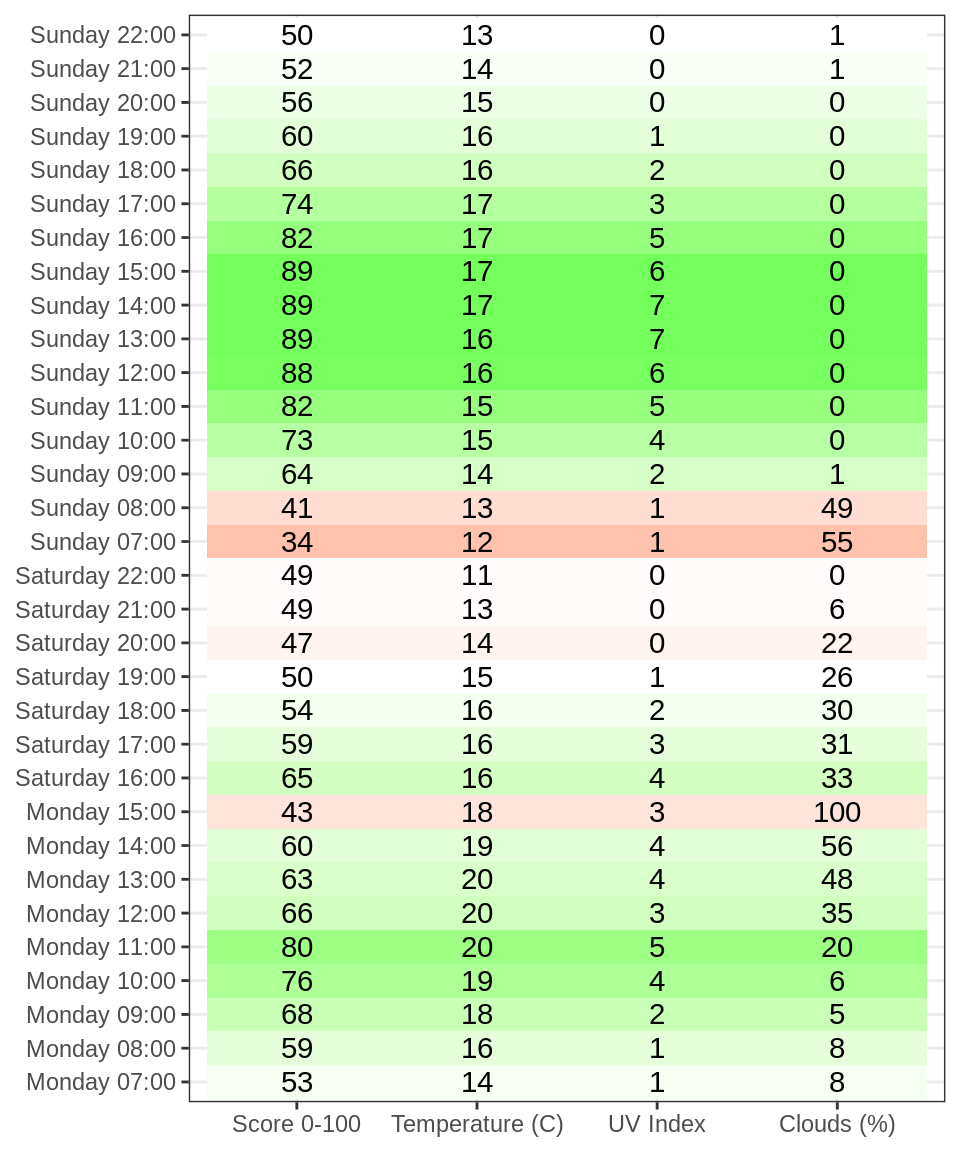 Sunday 22:00 50 13 0 1
Sunday 21:00 52 14 0 1
Sunday 20:00 56 15 0 0
Sunday 19:00 60 16 1 0
Sunday 18:00 66 16 2 0
Sunday 17:00 74 17 3 0
Sunday 16:00 82 17 5 0
Sunday 15:00 89 17 6 0
Sunday 14:00 89 17 7 0
Sunday 13:00 89 16 7 0
Sunday 12:00 88 16 6 0
Sunday 11:00 82 15 5 0
Sunday 10:00 73 15 4 0
Sunday 09:00 64 14 2 1
Sunday 08:00 41 13 1 49
Sunday 07:00 34 12 1 55
Saturday 22:00 49 11 0 0
Saturday 21:00 49 13 0 6
Saturday 20:00 47 14 0 22
Saturday 19:00 50 15 1 26
Saturday 18:00 54 16 2 30
Saturday 17:00 59 16 3 31
Saturday 16:00 65 16 4 33
Monday 15:00 43 18 3 100
Monday 14:00 60 19 4 56
Monday 13:00 63 20 4 48
Monday 12:00 66 20 3 35
Monday 11:00 80 20 5 20
Monday 10:00 76 19 4 6
Monday 09:00 68 18 2 5
Monday 08:00 59 16 1 8
Monday 07:00 53 14 1 8
Score 0-100 Temperature (C) UV Index Clouds (%)